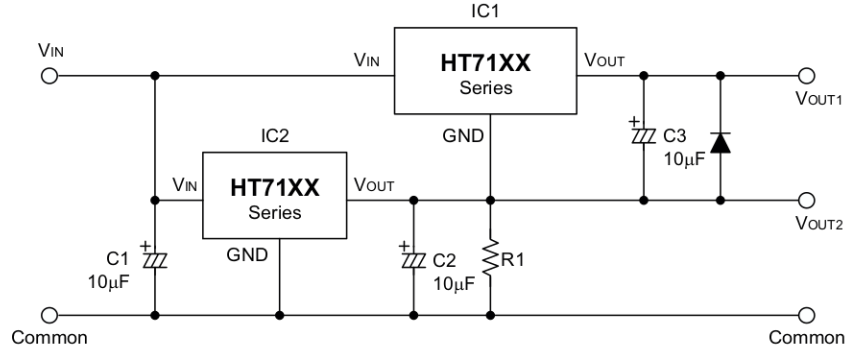 IC1
VIN
VIN
HT71XX
VOUT
Series
VOUT1
GND
C3
10μF
IC2
VIN
HT71XX
VOUT
Series
VOUT2
GND
C1
10μF
C2
10μF
R1
Common
Common